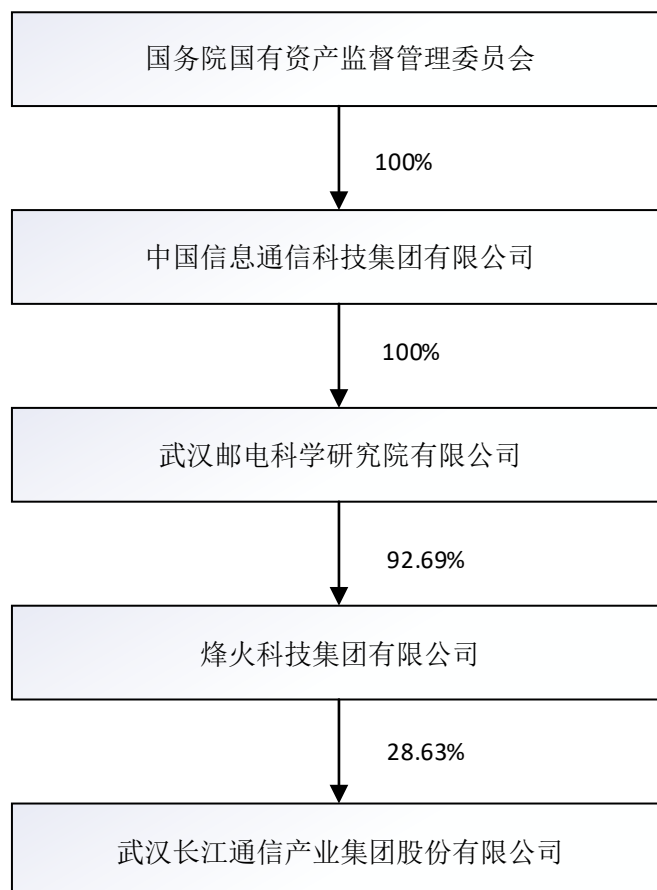 国务院国有资产监督管理委员会
100%
中国信息通信科技集团有限公司
100%
武汉邮电科学研究院有限公司
92.69%
烽火科技集团有限公司
28.63%
武汉长江通信产业集团股份有限公司